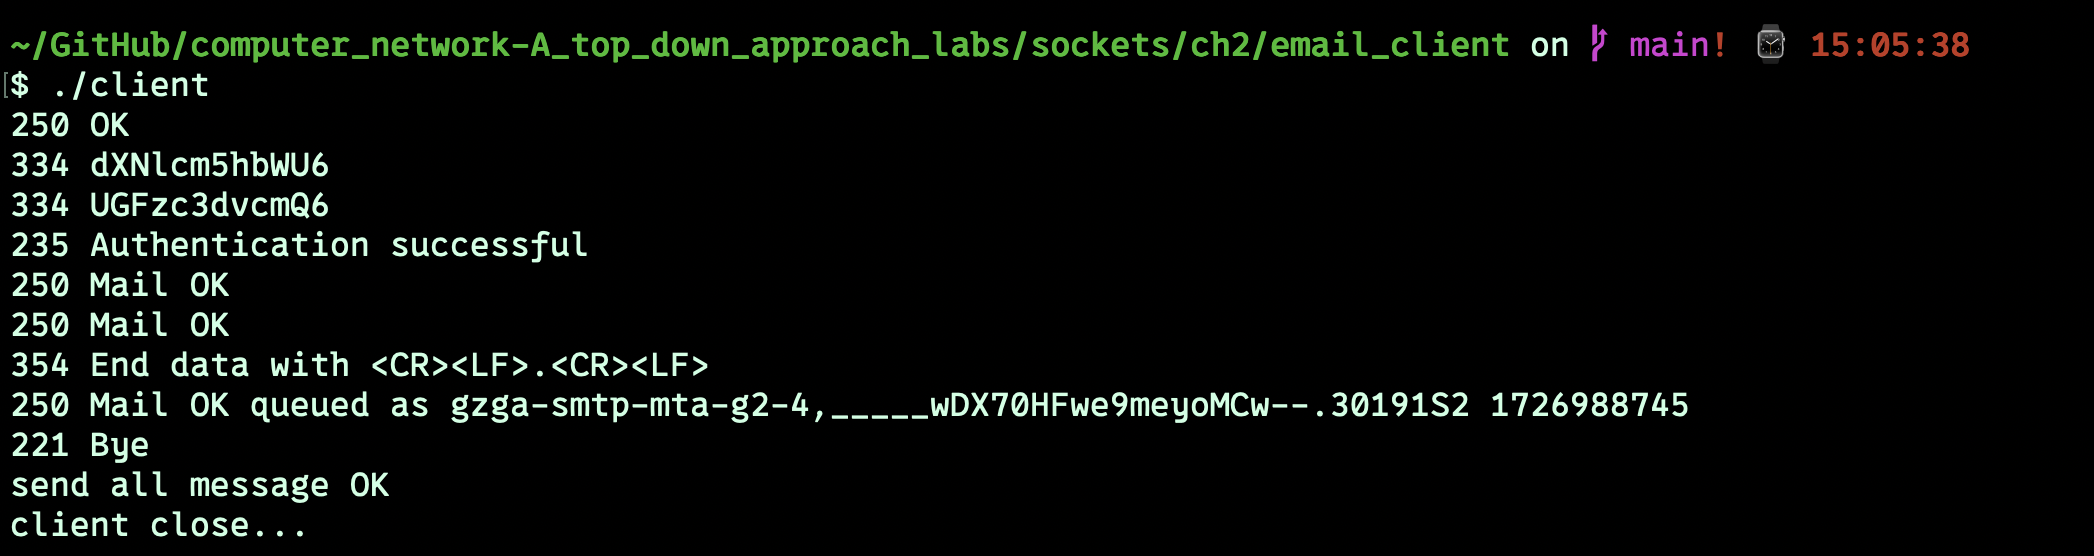 ~/GitHub/computer_network-A_top_down_approach_labs/sockets/ch2/email_client on main! 15:05:38
$ ./client
250 OK
334 dXNlcm5hbWU6
334 UGFzc3dvcmQ6
235 Authentication successful
250 Mail OK
250 Mail OK
354 End data with <CR><LF>.<CR><LF>
250 Mail OK queued as gzga-smtp-mta-g2-4,_____wDX70HFwe9meyoMCw--.30191S2 1726988745
221 Bye
send all message OK
client close...